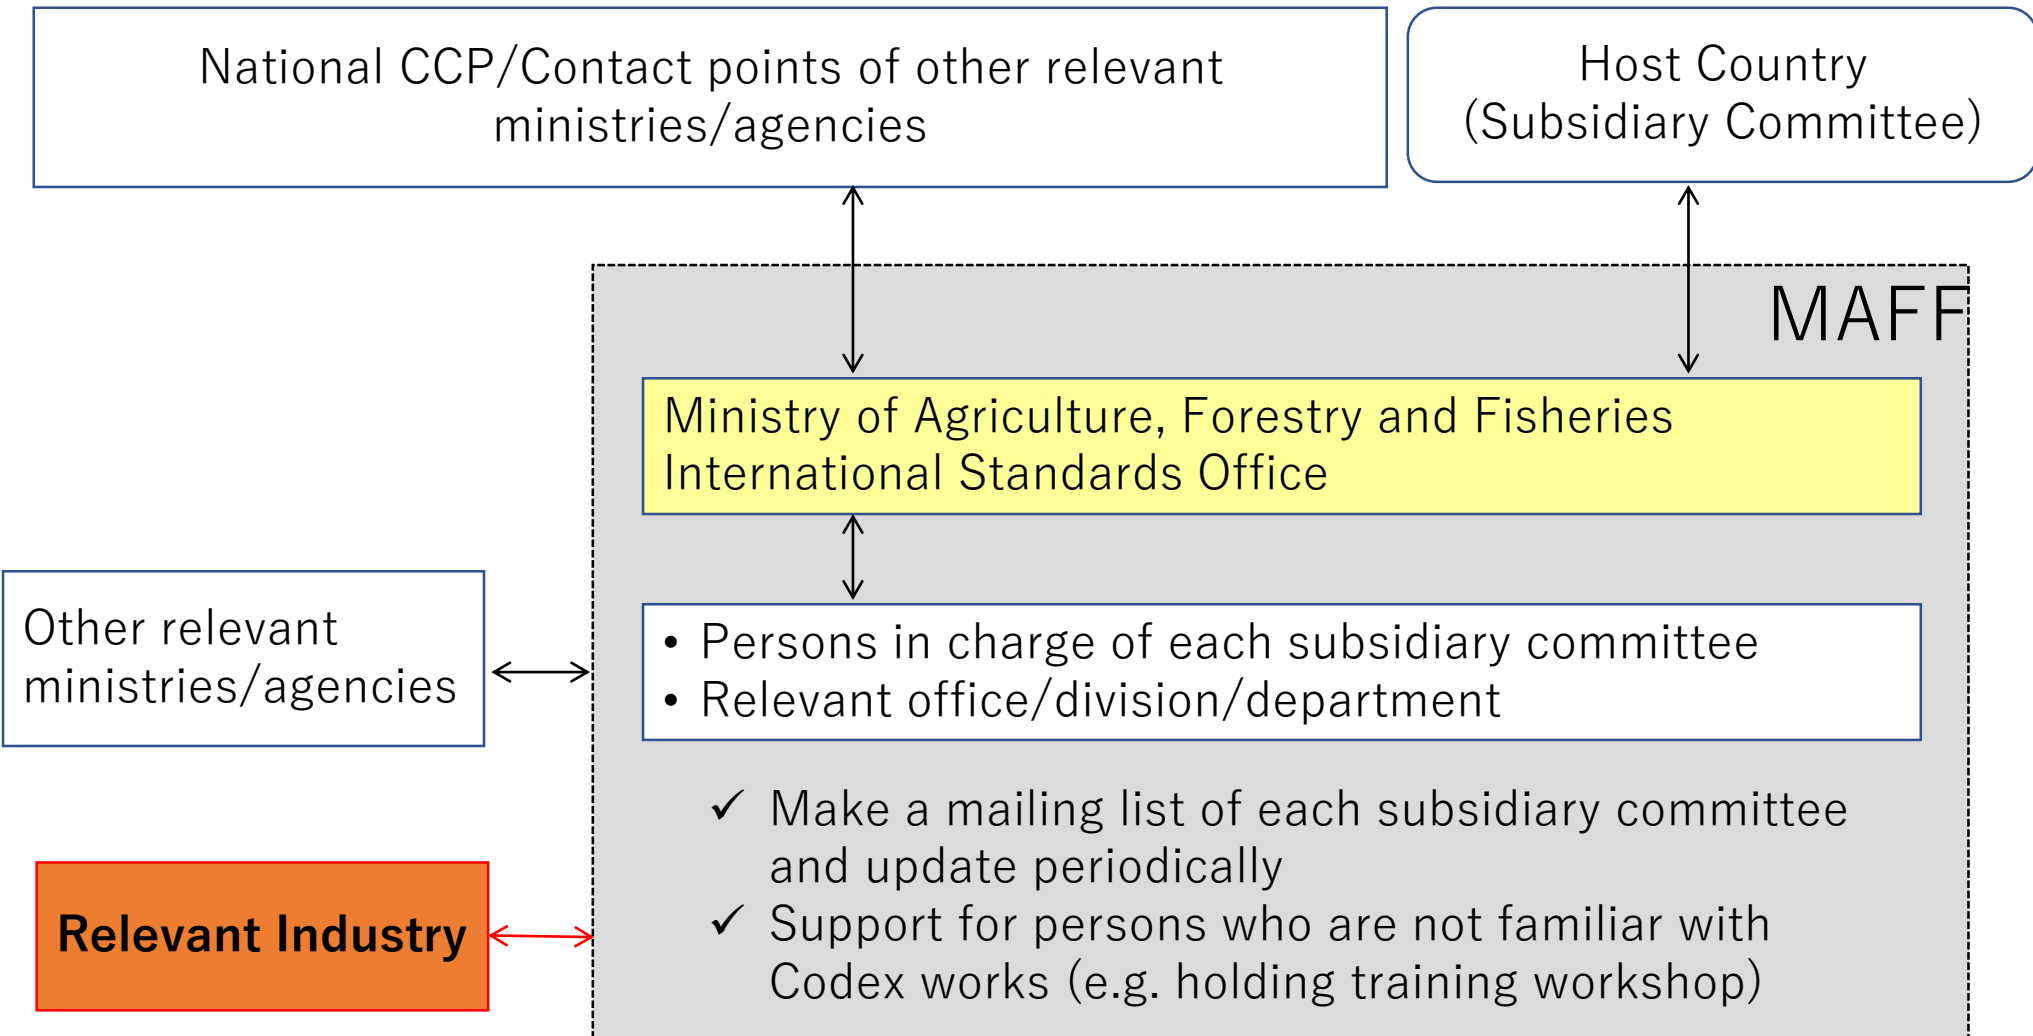 National CCP/Contact points of other relevant
ministries/agencies
Host Country
(Subsidiary Committee)
MAFF
Ministry of Agriculture, Forestry and Fisheries
International Standards Office
Other relevant
ministries/agencies
• Persons in charge of each subsidiary committee
• Relevant office/division/department
✓ Make a mailing list of each subsidiary committee
and update periodically
✓ Support for persons who are not familiar with
Codex works (e.g. holding training workshop)
Relevant Industry